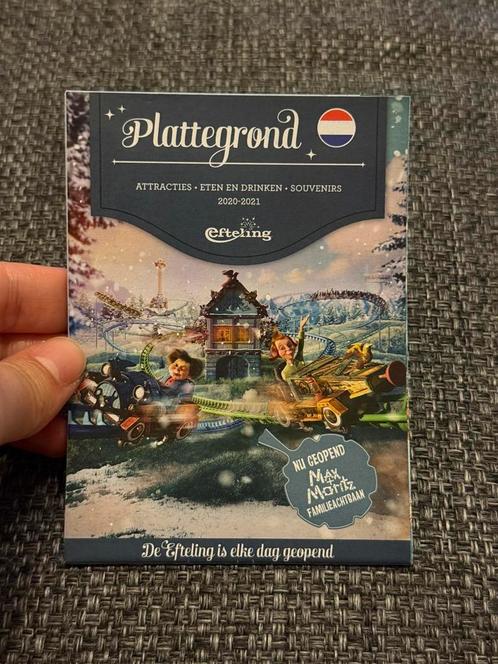 Plattegrond
ATTRACTIES • ETEN EN DRINKEN • SOUVENIRS
2020-2021
Efteling
NU GEOPEND
Max
+
Moritz
FAMILIEACHTBAAN
De Efteling is elke dag geopend